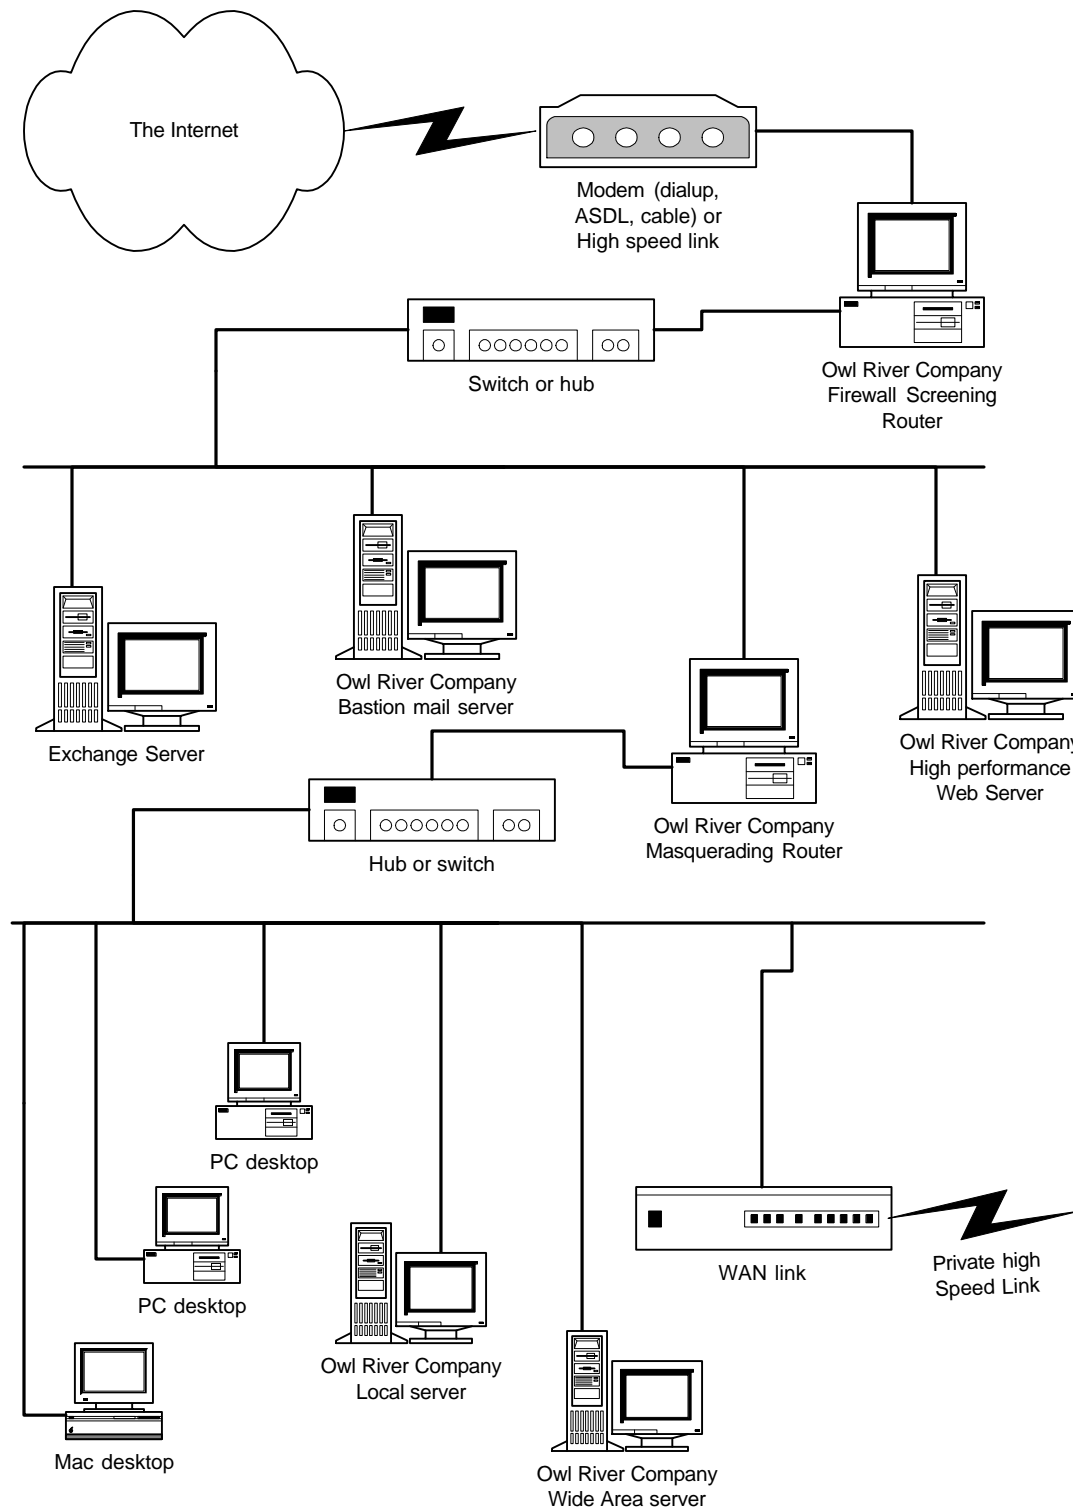 The Internet
Modem (dialup,
ASDL, cable) or
High speed link
Switch or hub
Owl River Company
Firewall Screening
Router
Exchange Server
Owl River Company
Bastion mail server
Owl River Company
Masquerading Router
Owl River Company
High performance
Web Server
Hub or switch
PC desktop
PC desktop
Mac desktop
Owl River Company
Local server
Owl River Company
Wide Area server
WAN link
Private high
Speed Link